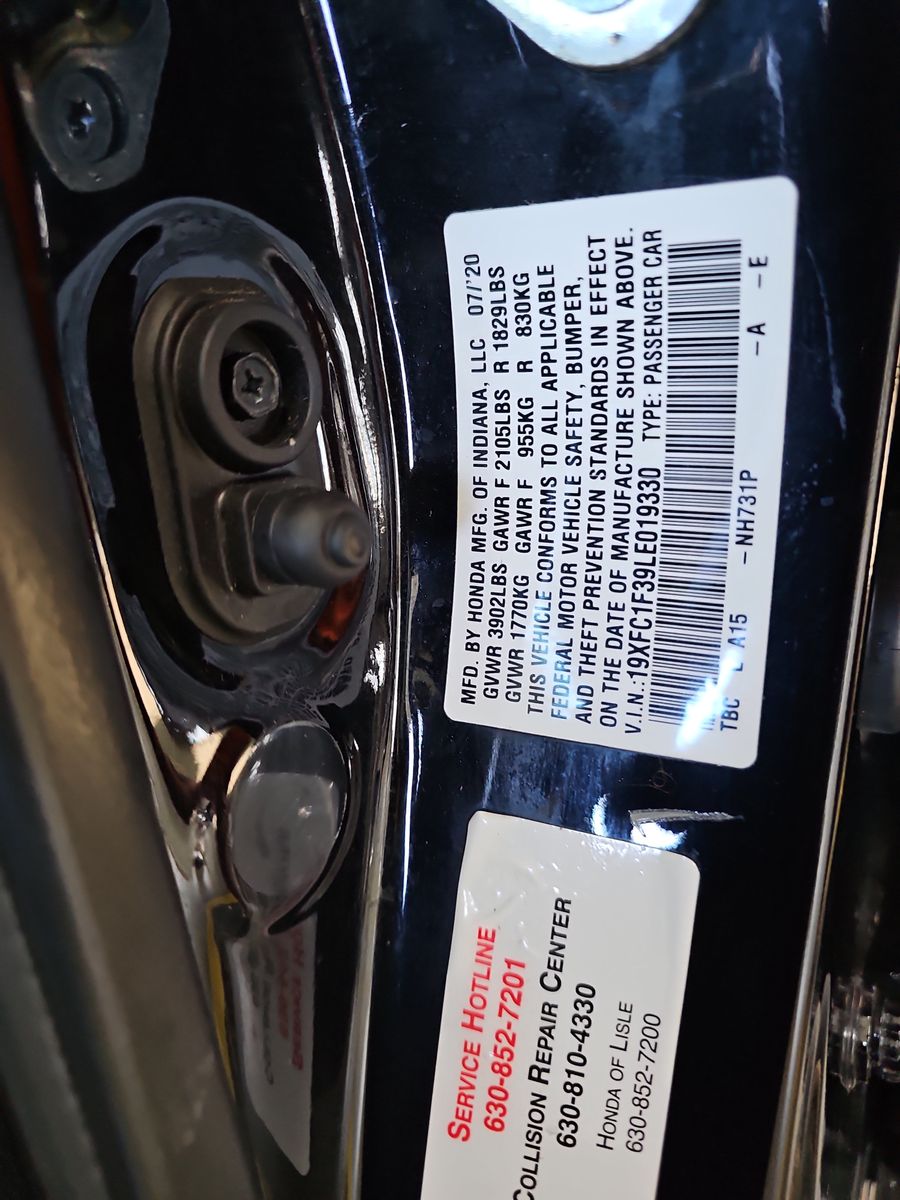 MFD. BY HONDA MFG. OF INDIANA, LLC 07/'20
GVWR 3902LBS GAWR F 2105LBS R 1829LBS
GVWR 1770KG GAWR F 955KG R 830KG
THIS VEHICLE CONFORMS TO ALL APPLICABLE
FEDERAL MOTOR VEHICLE SAFETY, BUMPER,
AND THEFT PREVENTION STANDARDS IN EFFECT
ON THE DATE OF MANUFACTURE SHOWN ABOVE.
V.I.N.:19XFC1F39LE019330 TYPE: PASSENGER CAR
TBC A15 -NH731P -A -E
SERVICE HOTLINE
630-852-7201
COLLISION REPAIR CENTER
630-810-4330
HONDA OF LISLE
630-852-7200